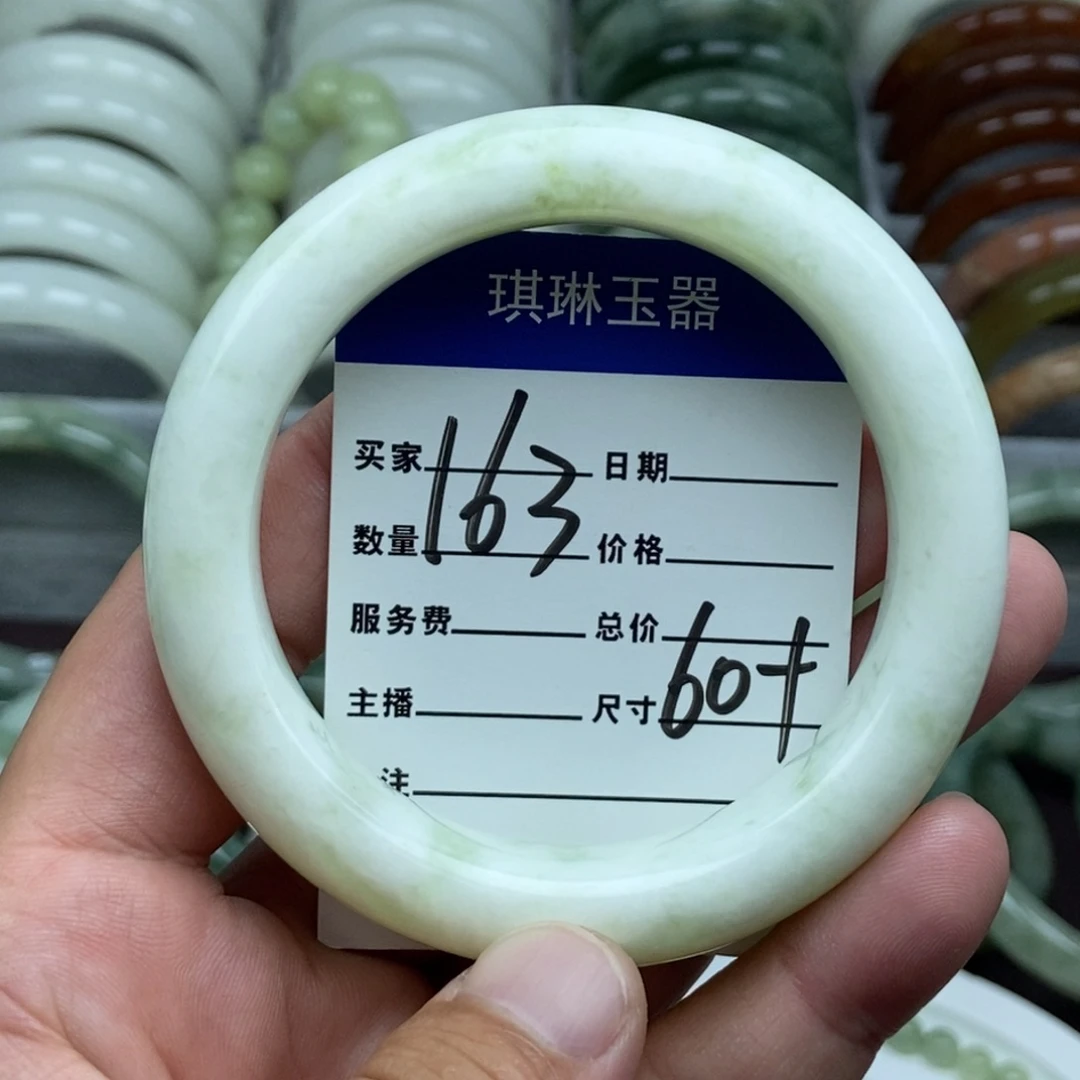 琪琳玉器
买家 163 日期
数量 价格
服务费 总价
主播 尺寸 60+
注